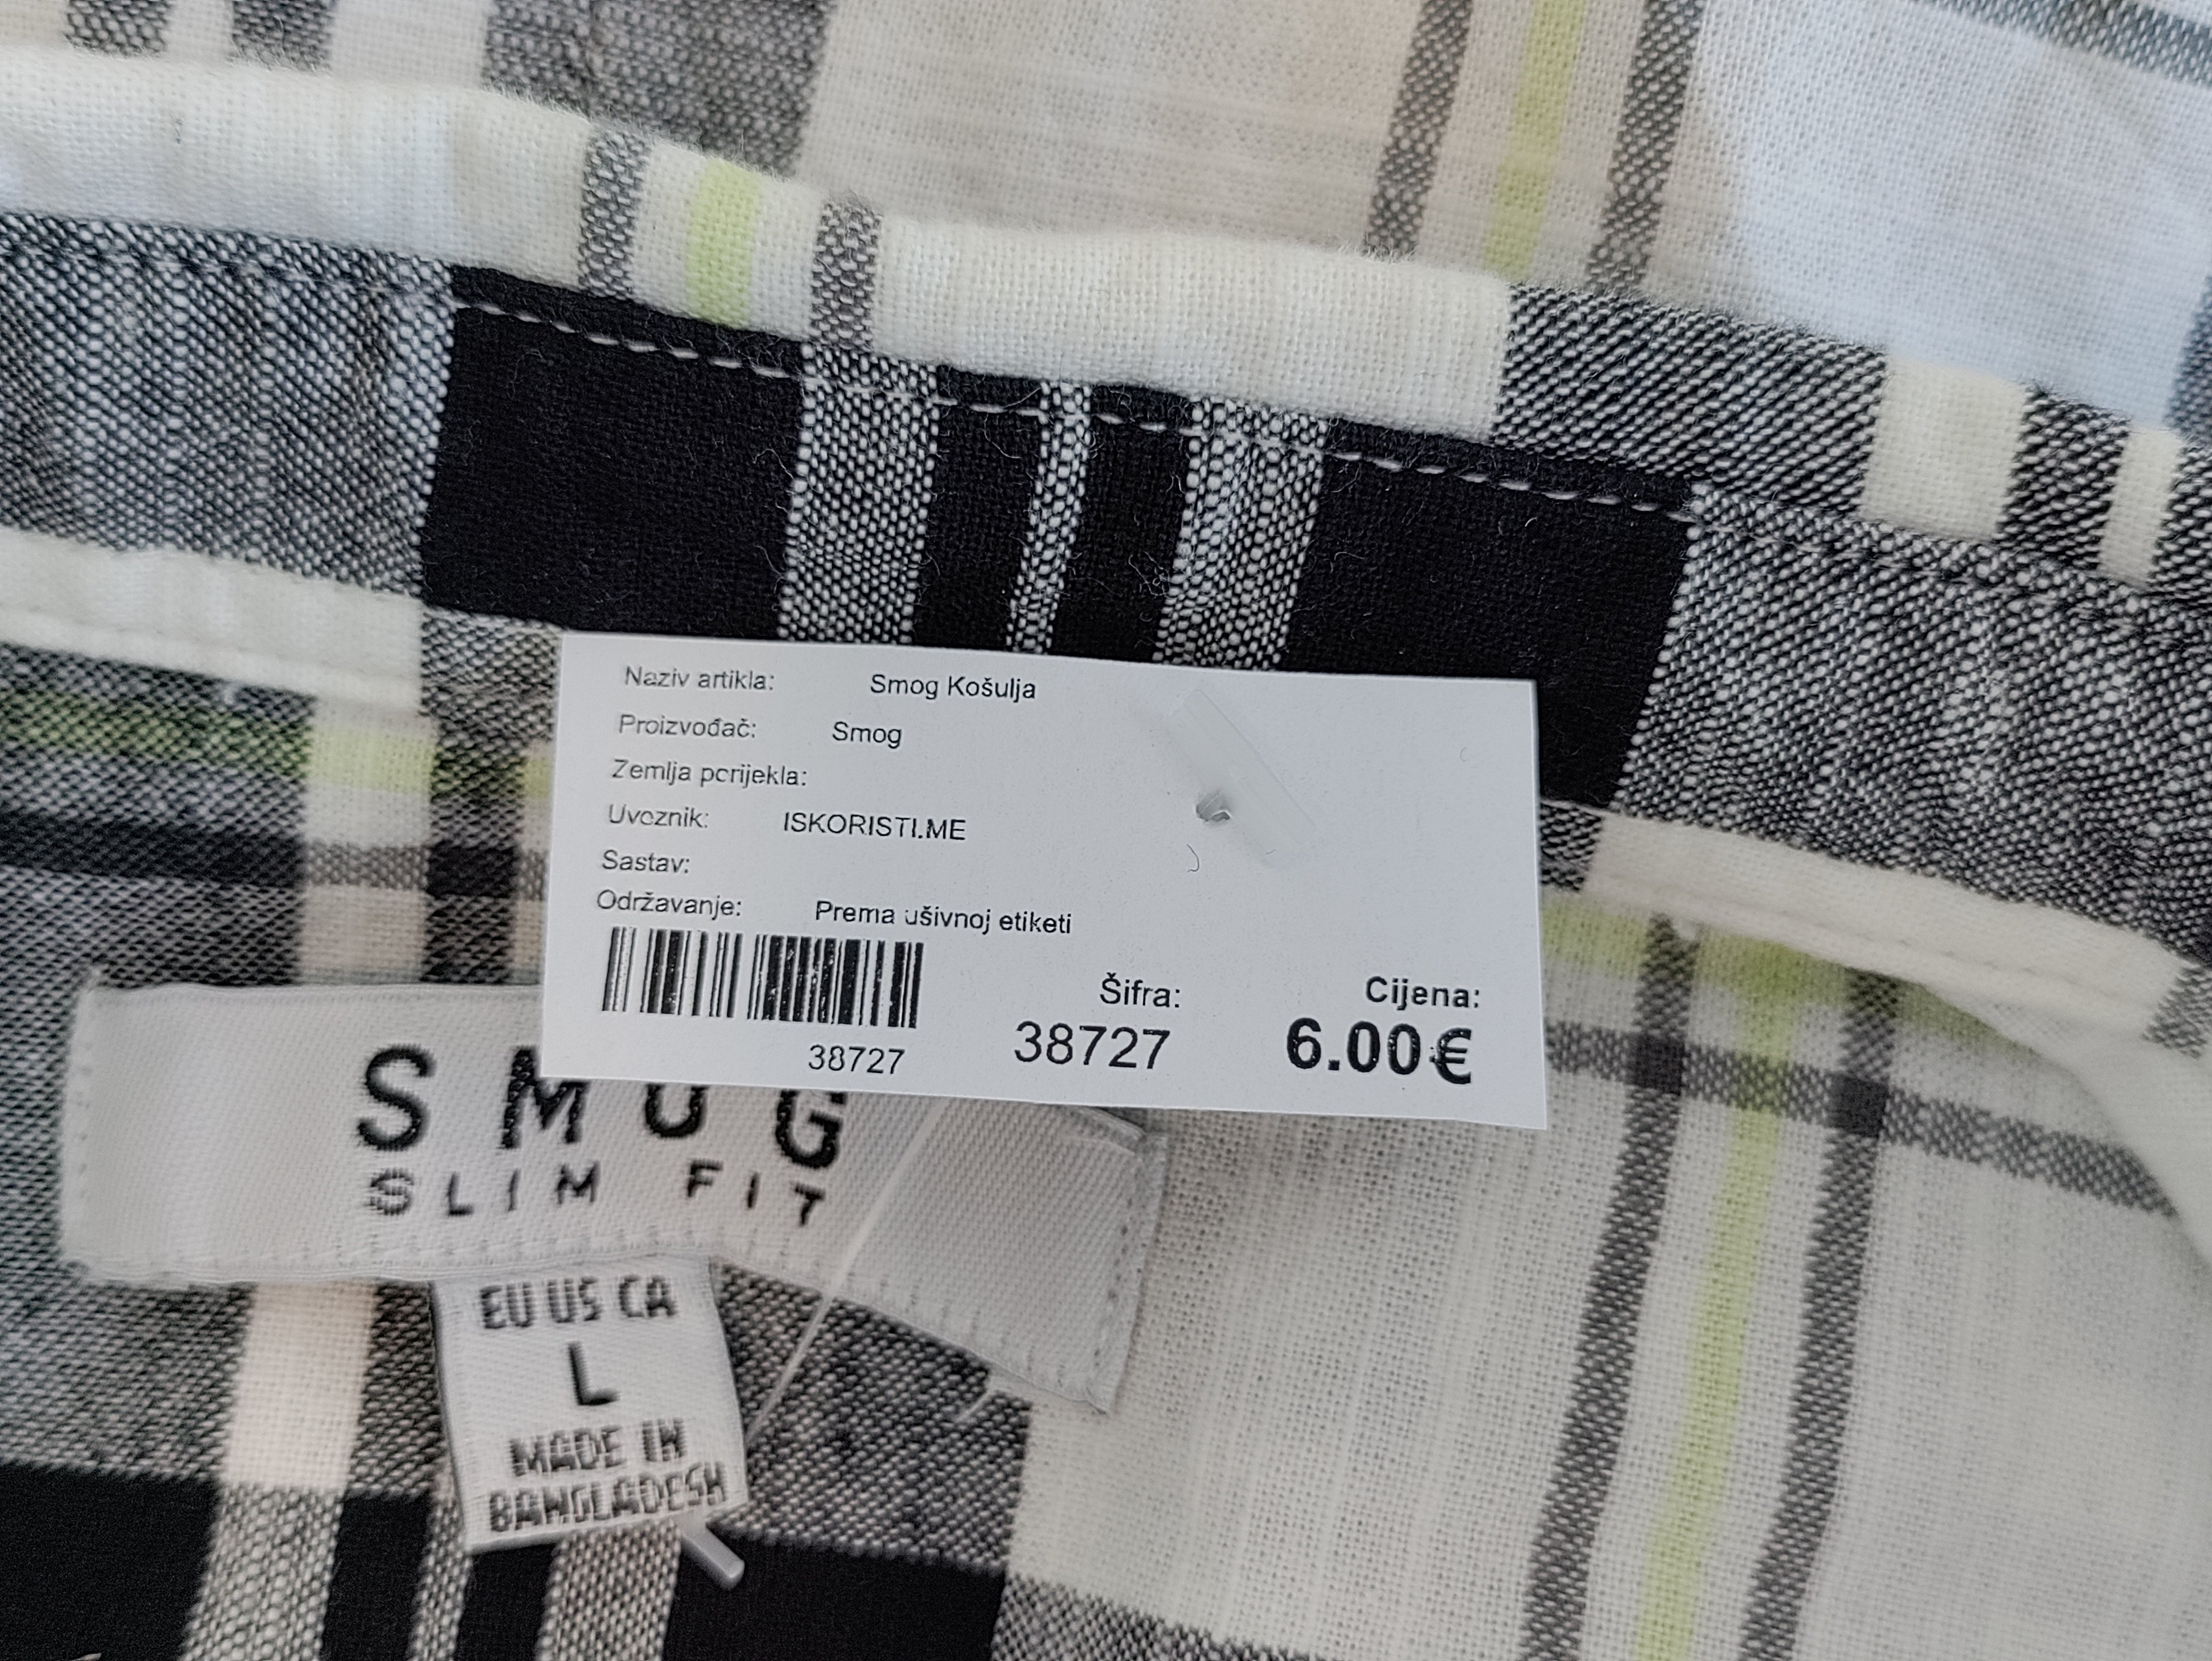 Naziv artikla: Smog Košulja
Proizvođač: Smog
Zemlja porijekla:
Uvoznik: ISKORISTI.ME
Sastav:
Održavanje: Prema ušivnoj etiketi
Šifra: Cijena:
38727 38727 6.00€
SMOG
SLIM FIT
EU US CA
L
MADE IN
BANGLADESH